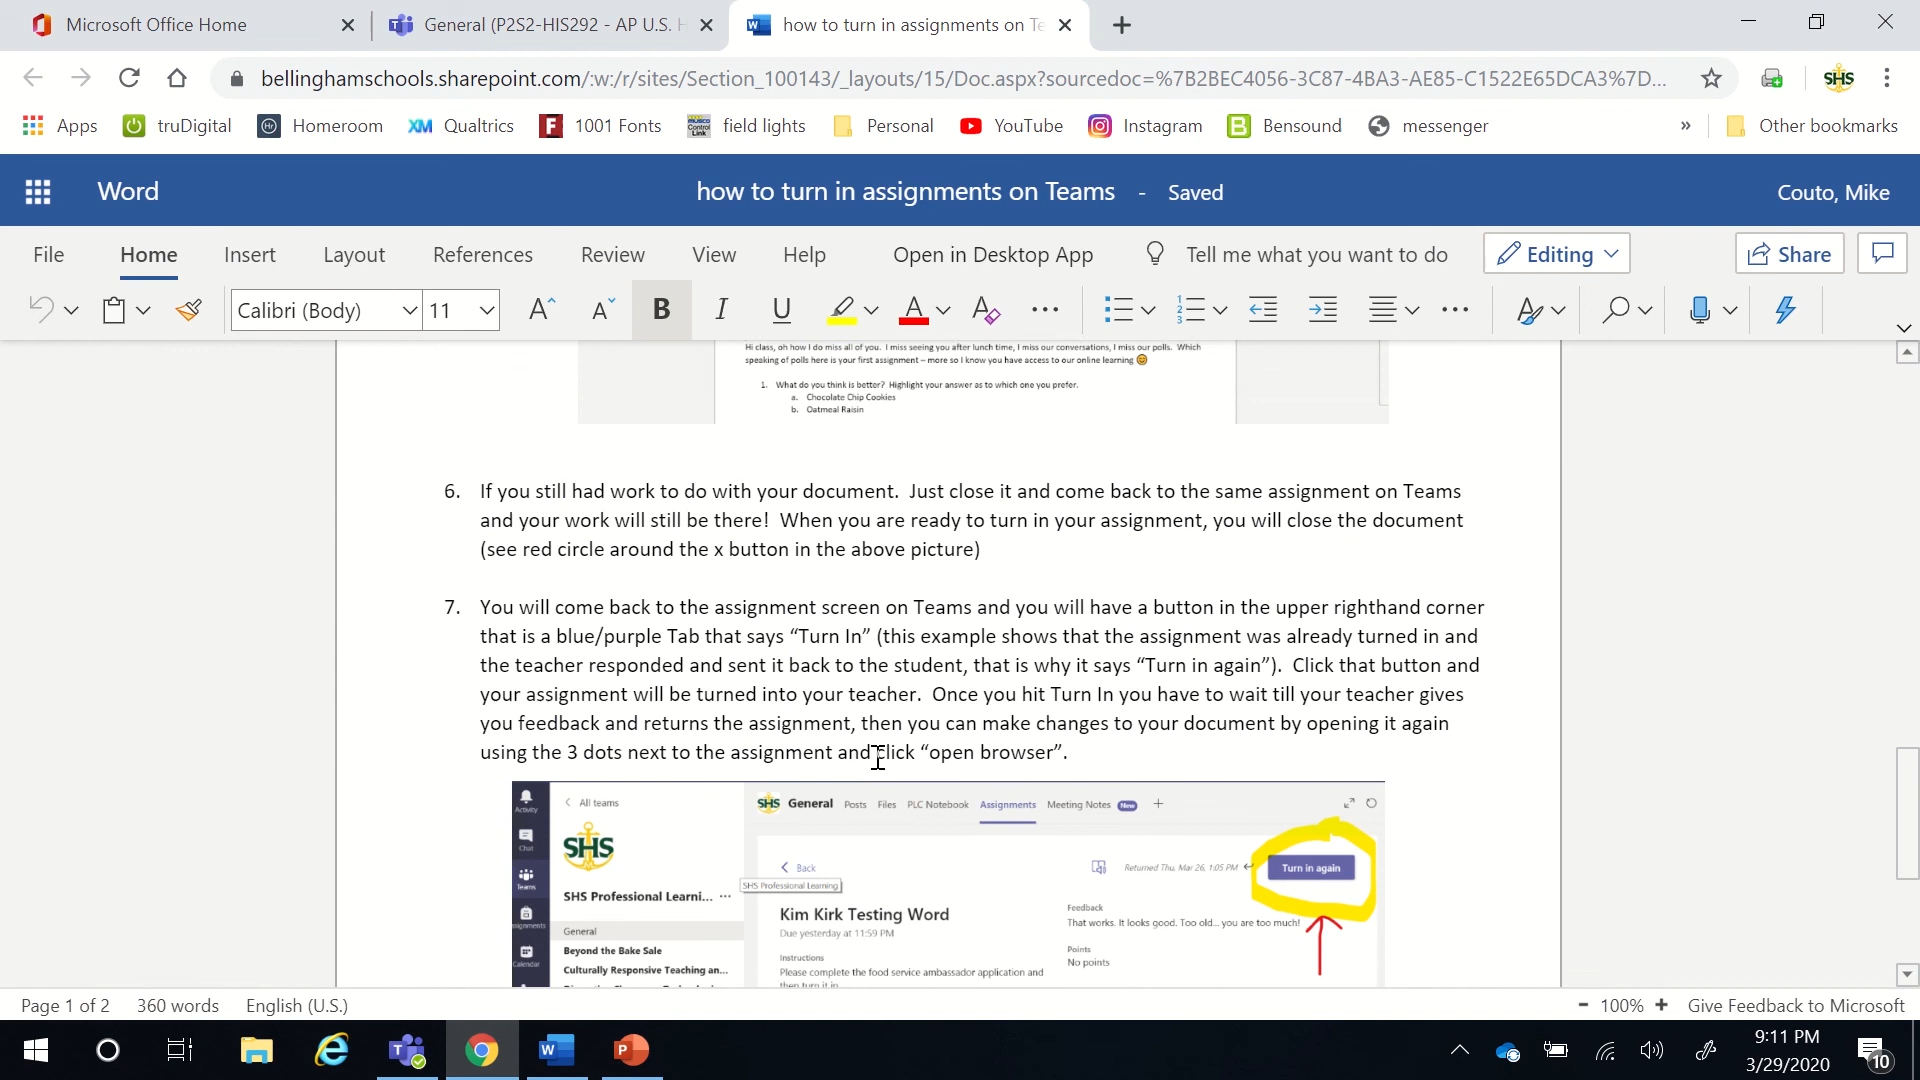 Microsoft Office Home
General (P2S2-HIS292 - AP U.S. H
how to turn in assignments on Te
bellinghamschools.sharepoint.com/:w:/r/sites/Section_100143/_layouts/15/Doc.aspx?sourcedoc=%7B2BEC4056-3C87-4BA3-AE85-C1522E65DCA3%7D...
SHS
Apps
truDigital
Homeroom
Qualtrics
1001 Fonts
field lights
Personal
YouTube
Instagram
Bensound
messenger
»
Other bookmarks
Word
how to turn in assignments on Teams - Saved
Couto, Mike
File
Home
Insert
Layout
References
Review
View
Help
Open in Desktop App
Tell me what you want to do
Editing
Share
Calibri (Body)
11
Hi class, oh how I do miss all of you. I miss seeing you after lunch time, I miss our conversations, I miss our polls. Which
speaking of polls here is your first assignment – more so I know you have access to our online learning 😊
1. What do you think is better? Highlight your answer as to which one you prefer.
a. Chocolate Chip Cookies
b. Oatmeal Raisin
6. If you still had work to do with your document. Just close it and come back to the same assignment on Teams
and your work will still be there! When you are ready to turn in your assignment, you will close the document
(see red circle around the x button in the above picture)
7. You will come back to the assignment screen on Teams and you will have a button in the upper righthand corner
that is a blue/purple Tab that says “Turn In” (this example shows that the assignment was already turned in and
the teacher responded and sent it back to the student, that is why it says “Turn in again”). Click that button and
your assignment will be turned into your teacher. Once you hit Turn In you have to wait till your teacher gives
you feedback and returns the assignment, then you can make changes to your document by opening it again
using the 3 dots next to the assignment and click “open browser”.
Activity
Chat
Teams
Calendar
All teams
SHS
SHS Professional Learni... ...
General
Beyond the Bake Sale
Culturally Responsive Teaching an...
SHS General Posts Files PLC Notebook Assignments Meeting Notes New +
Back
SHS Professional Learning
Returned Thu, Mar 26, 1:05 PM
Turn in again
Kim Kirk Testing Word
Due yesterday at 11:59 PM
Instructions
Please complete the food service ambassador application and
then turn it in
Feedback
That works. It looks good. Too old... you are too much!
Points
No points
Page 1 of 2
360 words
English (U.S.)
- 100% +
Give Feedback to Microsoft
9:11 PM
3/29/2020
10